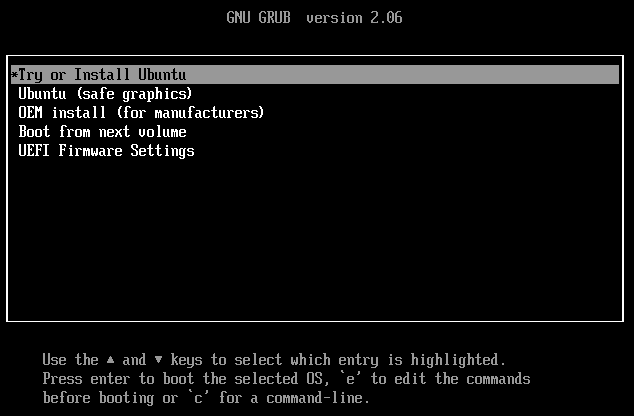 GNU GRUB  version 2.06
*Try or Install Ubuntu
Ubuntu (safe graphics)
OEM install (for manufacturers)
Boot from next volume
UEFI Firmware Settings
Use the ▲ and ▼ keys to select which entry is highlighted.
Press enter to boot the selected OS, `e' to edit the commands
before booting or `c' for a command-line.